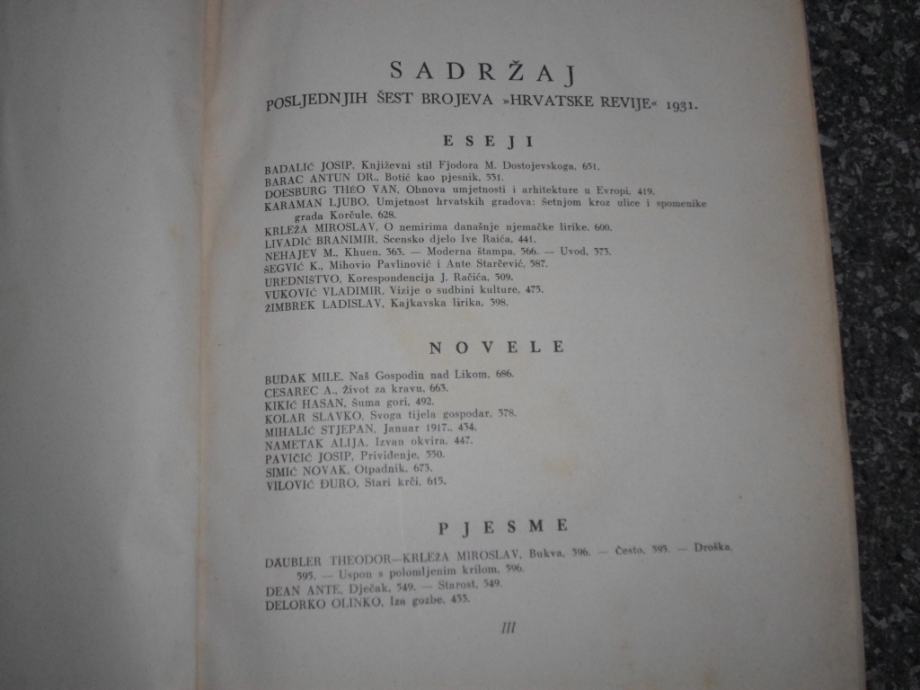 SADRŽAJ
POSLJEDNJIH ŠEST BROJEVA »HRVATSKE REVIJE« 1931.
ESEJI
BADALIĆ JOSIP, Književni stil Fjodora M. Dostojevskoga, 651.
BARAC ANTUN DR., Botić kao pjesnik, 531.
DOESBURG THÉO VAN, Obnova umjetnosti i arhitekture u Evropi, 419.
KARAMAN LJUBO, Umjetnost hrvatskih gradova: šetnjom kroz ulice i spomenike
grada Korčule, 628.
KRLEŽA MIROSLAV, O nemirima današnje njemačke lirike, 600.
LIVADIĆ BRANIMIR, Scensko djelo Ive Raića, 441.
NEHAJEV M., Khuen, 363. — Moderna štampa, 566. — Uvod, 373.
ŠEGVIĆ K., Mihovio Pavlinović i Ante Starčević, 587.
UREDNIŠTVO, Korespondencija J. Račića, 509.
VUKOVIĆ VLADIMIR, Vizije o sudbini kulture, 475.
ŽIMBREK LADISLAV, Kajkavska lirika, 398.
NOVELE
BUDAK MILE, Naš Gospodin nad Likom, 686.
CESAREC A., Život za kravu, 663.
KIKIĆ HASAN, Šuma gori, 492.
KOLAR SLAVKO, Svoga tijela gospodar, 378.
MIHALIĆ STJEPAN, Januar 1917., 434.
NAMETAK ALIJA, Izvan okvira, 447.
PAVIČIĆ JOSIP, Priviđenje, 550.
SIMIĆ NOVAK, Otpadnik, 673.
VILOVIĆ ĐURO, Stari krči, 615.
PJESME
DÄUBLER THEODOR—KRLEŽA MIROSLAV, Bukva, 596. — Često, 595. — Droška,
595. — Uspon s polomljenim krilom, 596.
DEAN ANTE, Dječak, 549. — Starost, 549.
DELORKO OLINKO, Iza gozbe, 433.
III